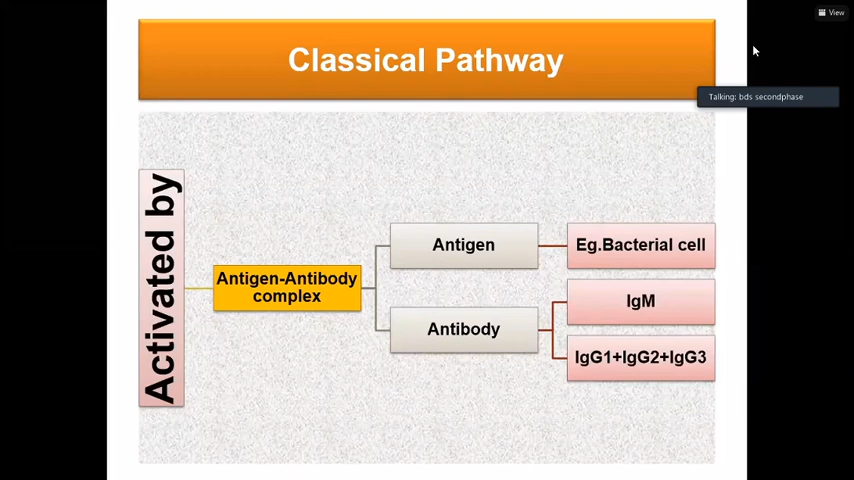 View
Classical Pathway
Talking: bds secondphase
Activated by
Antigen-Antibody
complex
Antigen
Eg.Bacterial cell
Antibody
IgM
IgG1+IgG2+IgG3